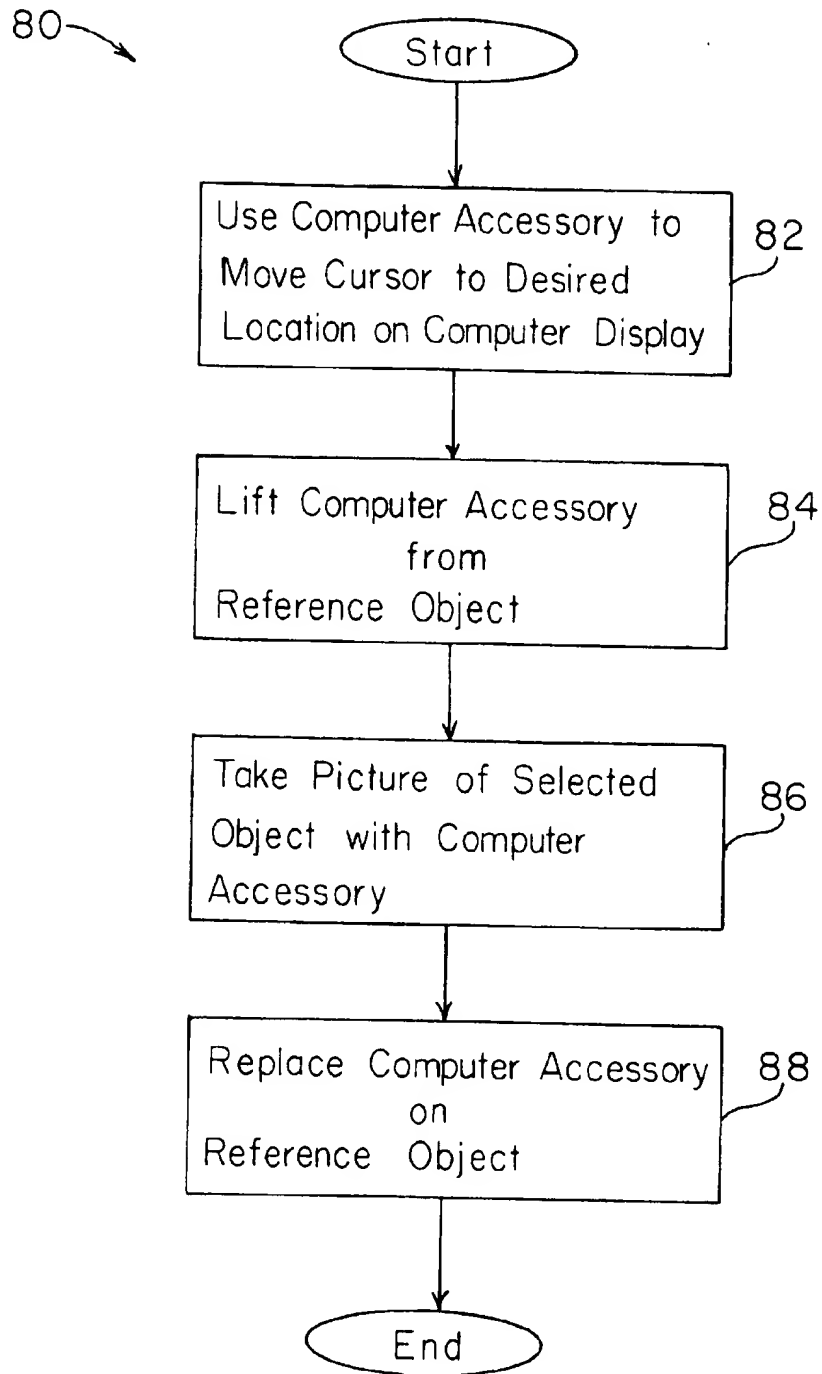 80
Start
Use Computer Accessory to
Move Cursor to Desired
Location on Computer Display
82
Lift Computer Accessory
from
Reference Object
84
Take Picture of Selected
Object with Computer
Accessory
86
Replace Computer Accessory
on
Reference Object
88
End